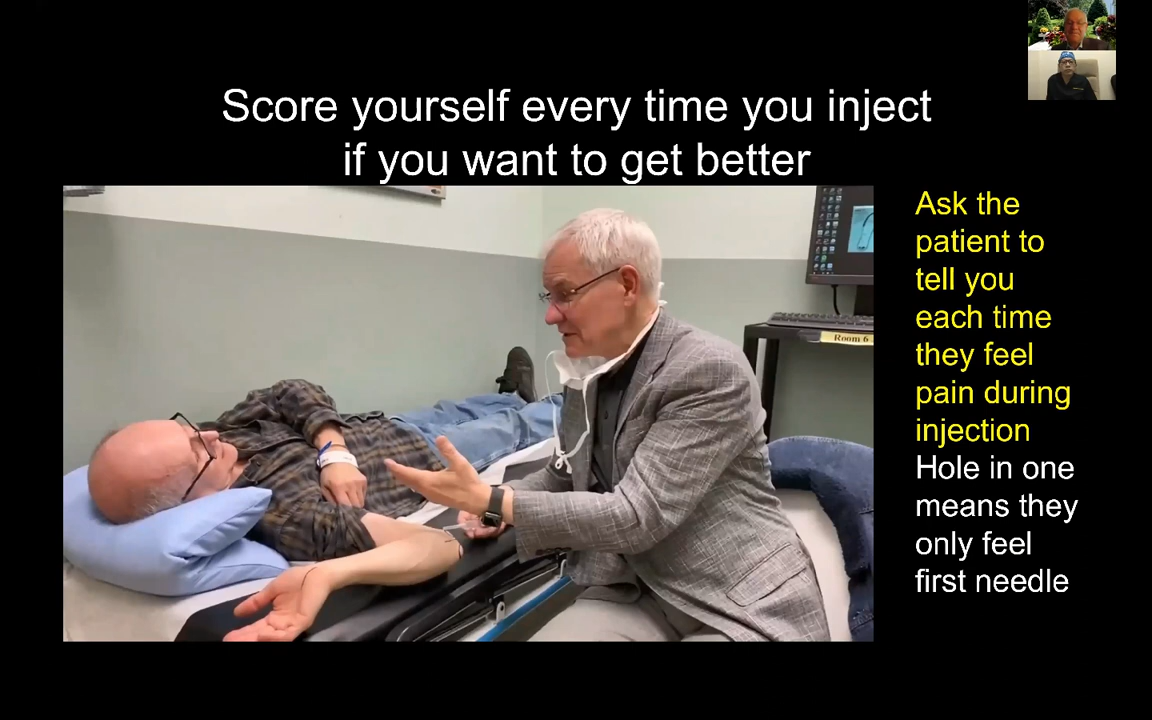 Score yourself every time you inject
if you want to get better
Ask the
patient to
tell you
each time
they feel
pain during
injection
Hole in one
means they
only feel
first needle
Room 6